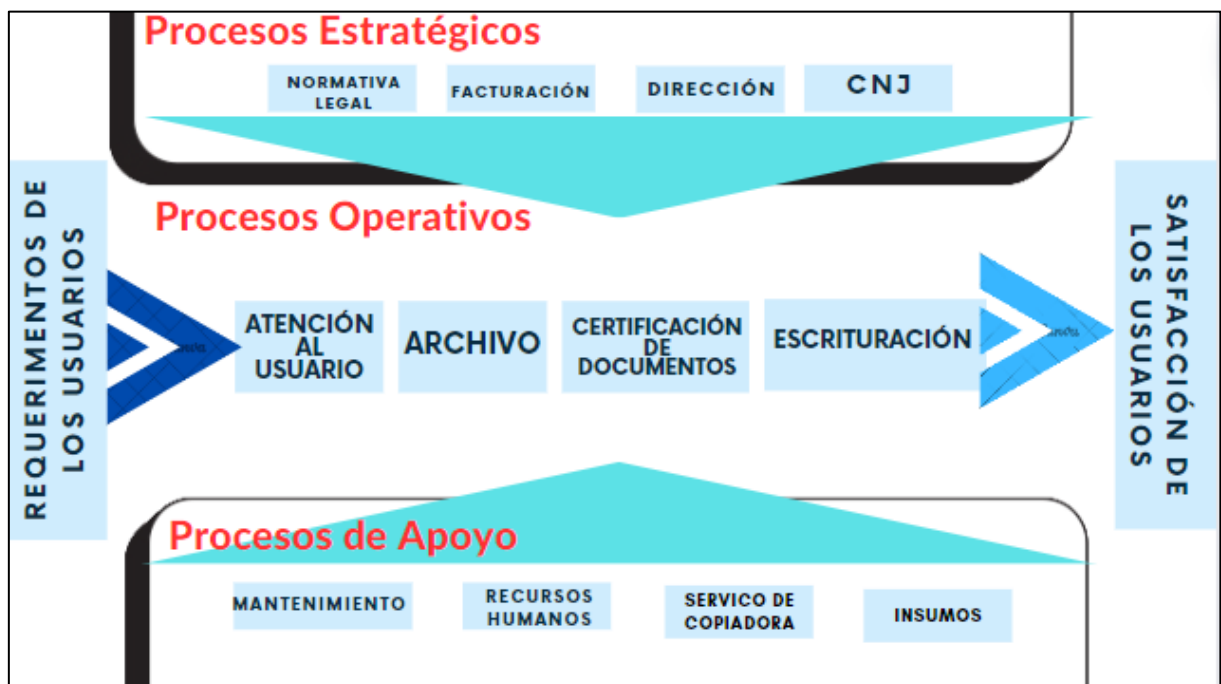 Procesos Estratégicos
NORMATIVA
LEGAL
FACTURACIÓN
DIRECCIÓN
CNJ
REQUERIMENTOS DE
LOS USUARIOS
Procesos Operativos
ATENCIÓN
AL
USUARIO
ARCHIVO
CERTIFICACIÓN
DE
DOCUMENTOS
ESCRITURACIÓN
SATISFACCIÓN DE
LOS USUARIOS
Procesos de Apoyo
MANTENIMIENTO
RECURSOS
HUMANOS
SERVICO DE
COPIADORA
INSUMOS